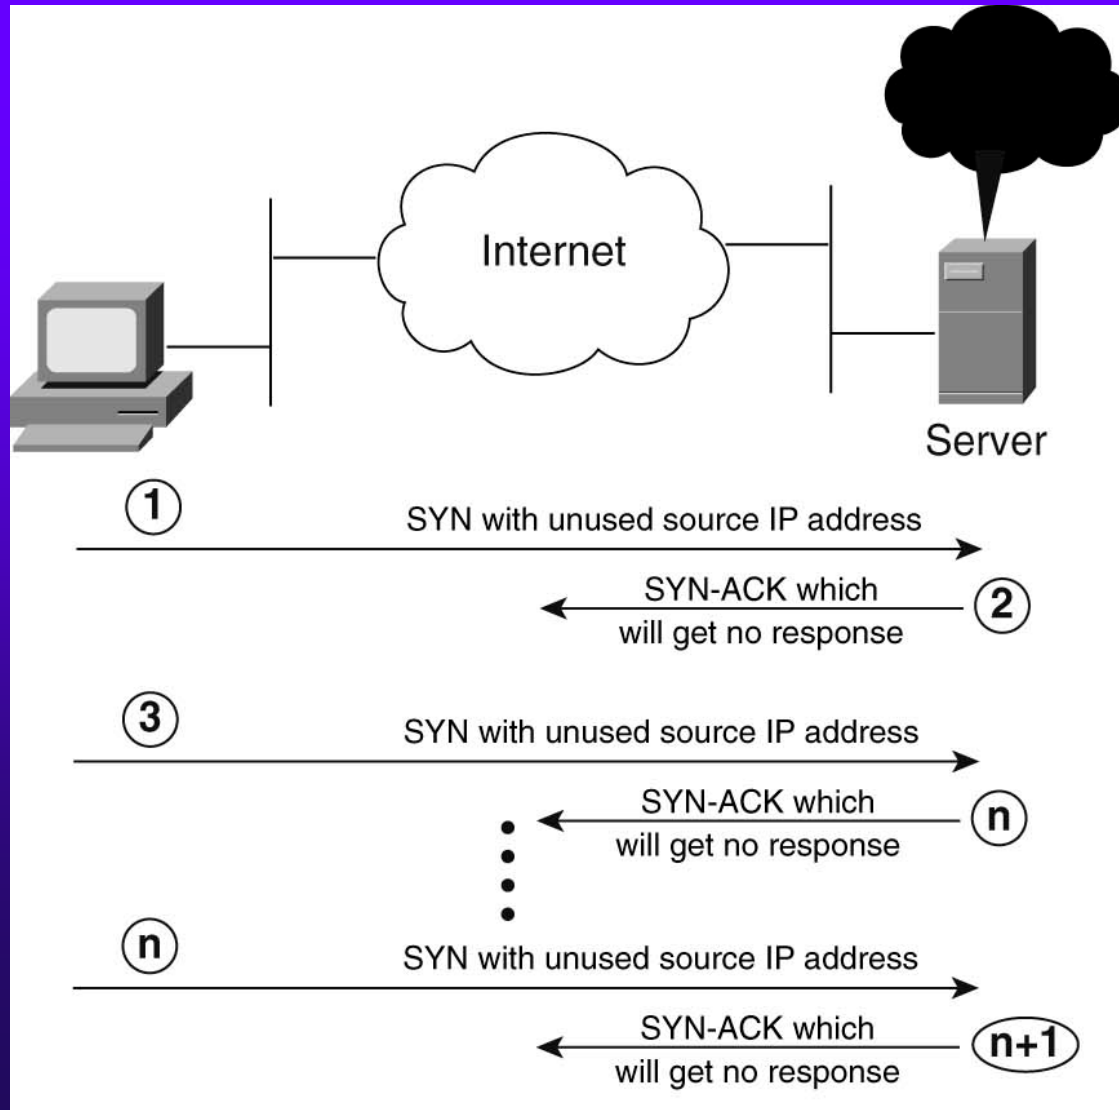 Internet
Server
1
SYN with unused source IP address
SYN-ACK which
2
will get no response
3
SYN with unused source IP address
SYN-ACK which
n
will get no response
n
SYN with unused source IP address
SYN-ACK which
n+1
will get no response